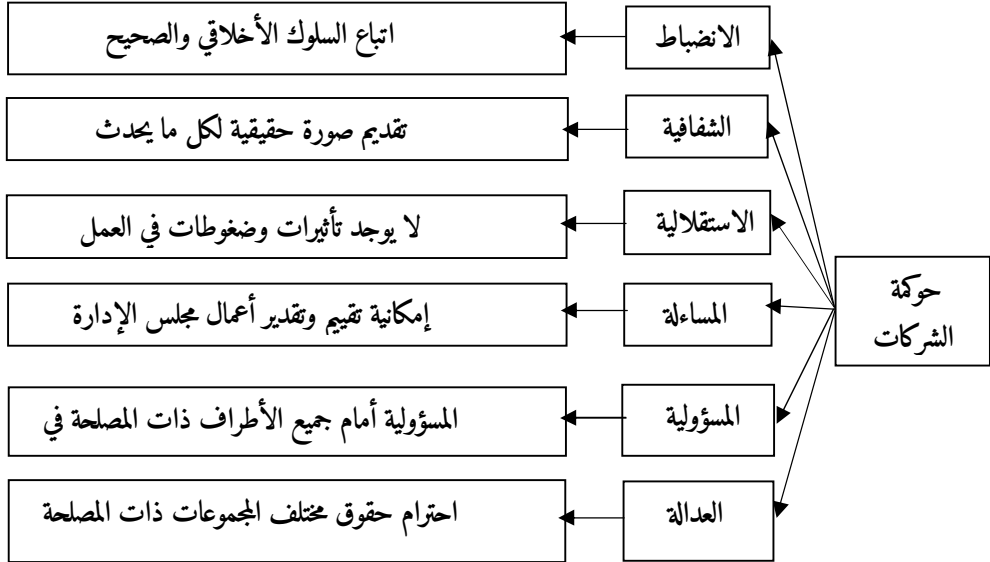 حوكمة
الشركات
الانضباط
اتباع السلوك الأخلاقي والصحيح
الشفافية
تقديم صورة حقيقية لكل ما يحدث
الاستقلالية
لا يوجد تأثيرات وضغوطات في العمل
المساءلة
إمكانية تقييم وتقدير أعمال مجلس الإدارة
المسؤولية
المسؤولية أمام جميع الأطراف ذات المصلحة في
العدالة
احترام حقوق مختلف المجموعات ذات المصلحة